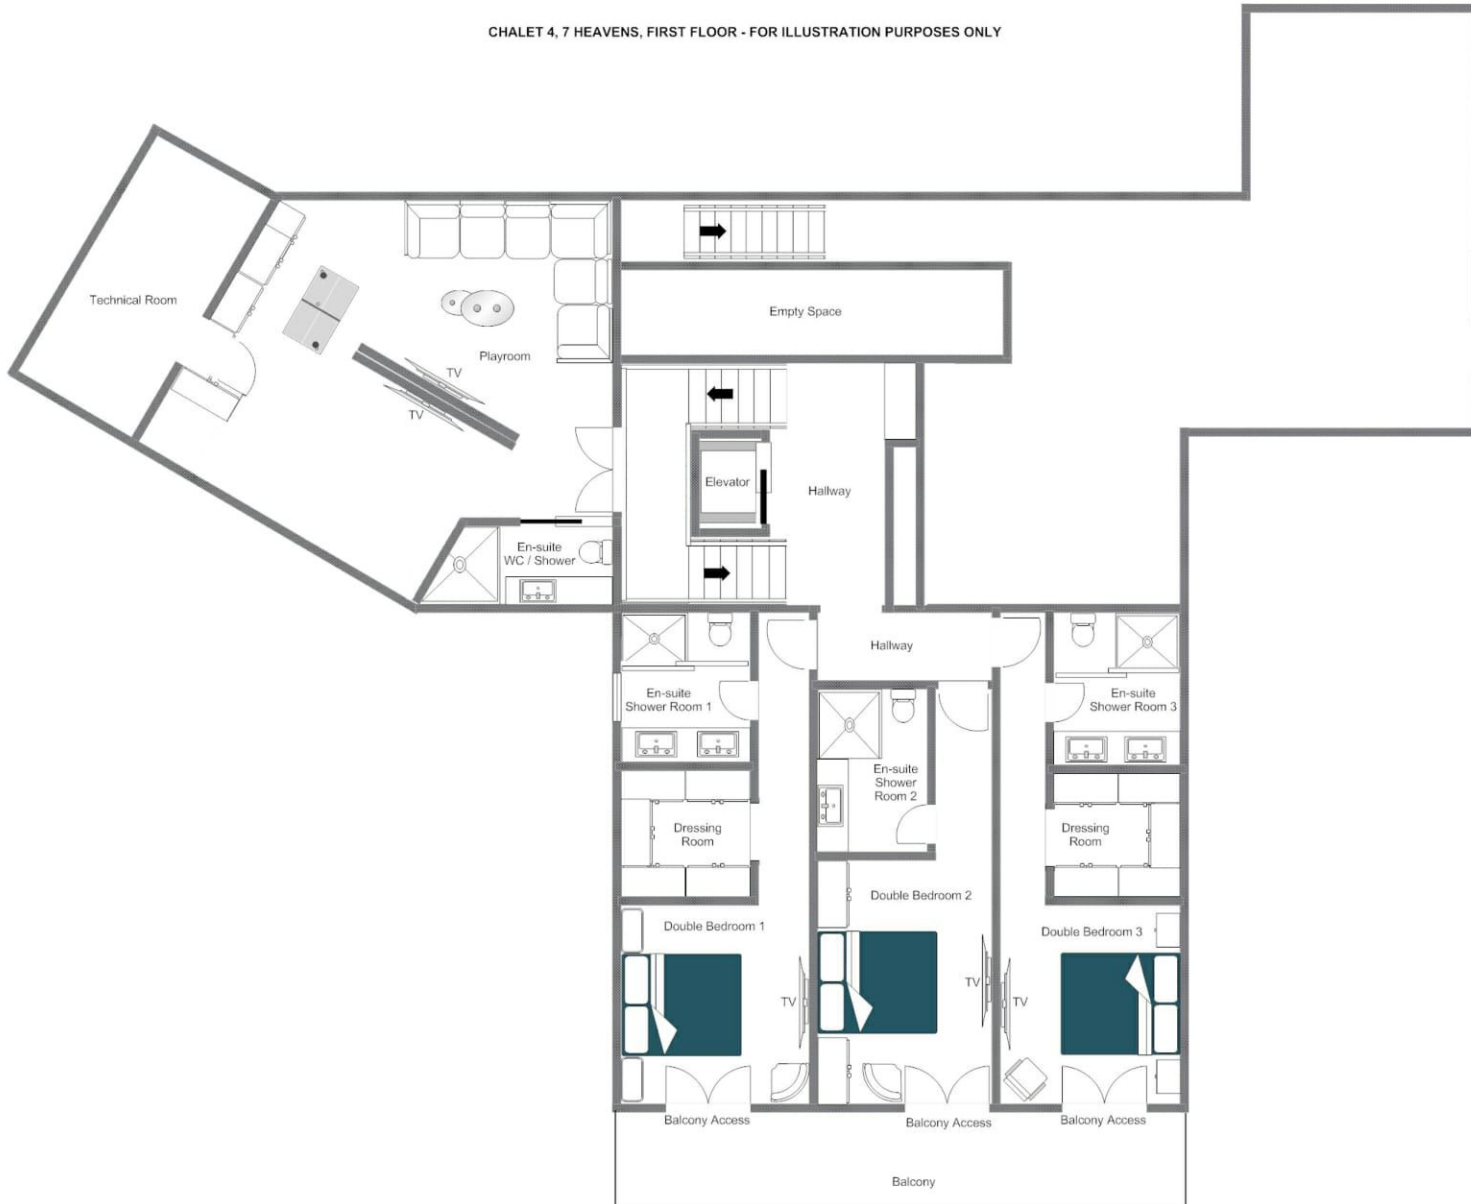 CHALET 4, 7 HEAVENS, FIRST FLOOR - FOR ILLUSTRATION PURPOSES ONLY
Technical Room
Empty Space
Playroom
TV
TV
Elevator
Hallway
En-suite
WC / Shower
Hallway
En-suite
Shower Room 1
En-suite
Shower Room 3
En-suite
Shower
Room 2
Dressing
Room
Dressing
Room
Double Bedroom 2
Double Bedroom 1
Double Bedroom 3
TV
TV
TV
Balcony Access
Balcony Access
Balcony Access
Balcony